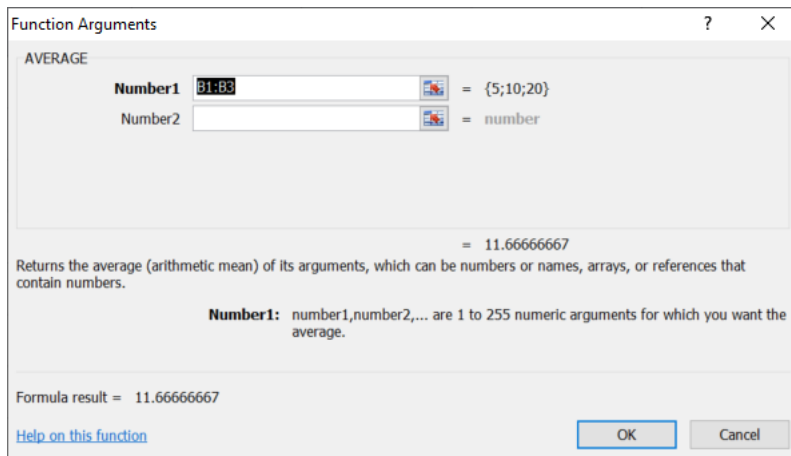 Function Arguments ? ✕
AVERAGE
Number1 B1:B3 = {5;10;20}
Number2 = number
= 11.66666667
Returns the average (arithmetic mean) of its arguments, which can be numbers or names, arrays, or references that
contain numbers.
Number1: number1,number2,... are 1 to 255 numeric arguments for which you want the
average.
Formula result = 11.66666667
Help on this function OK Cancel